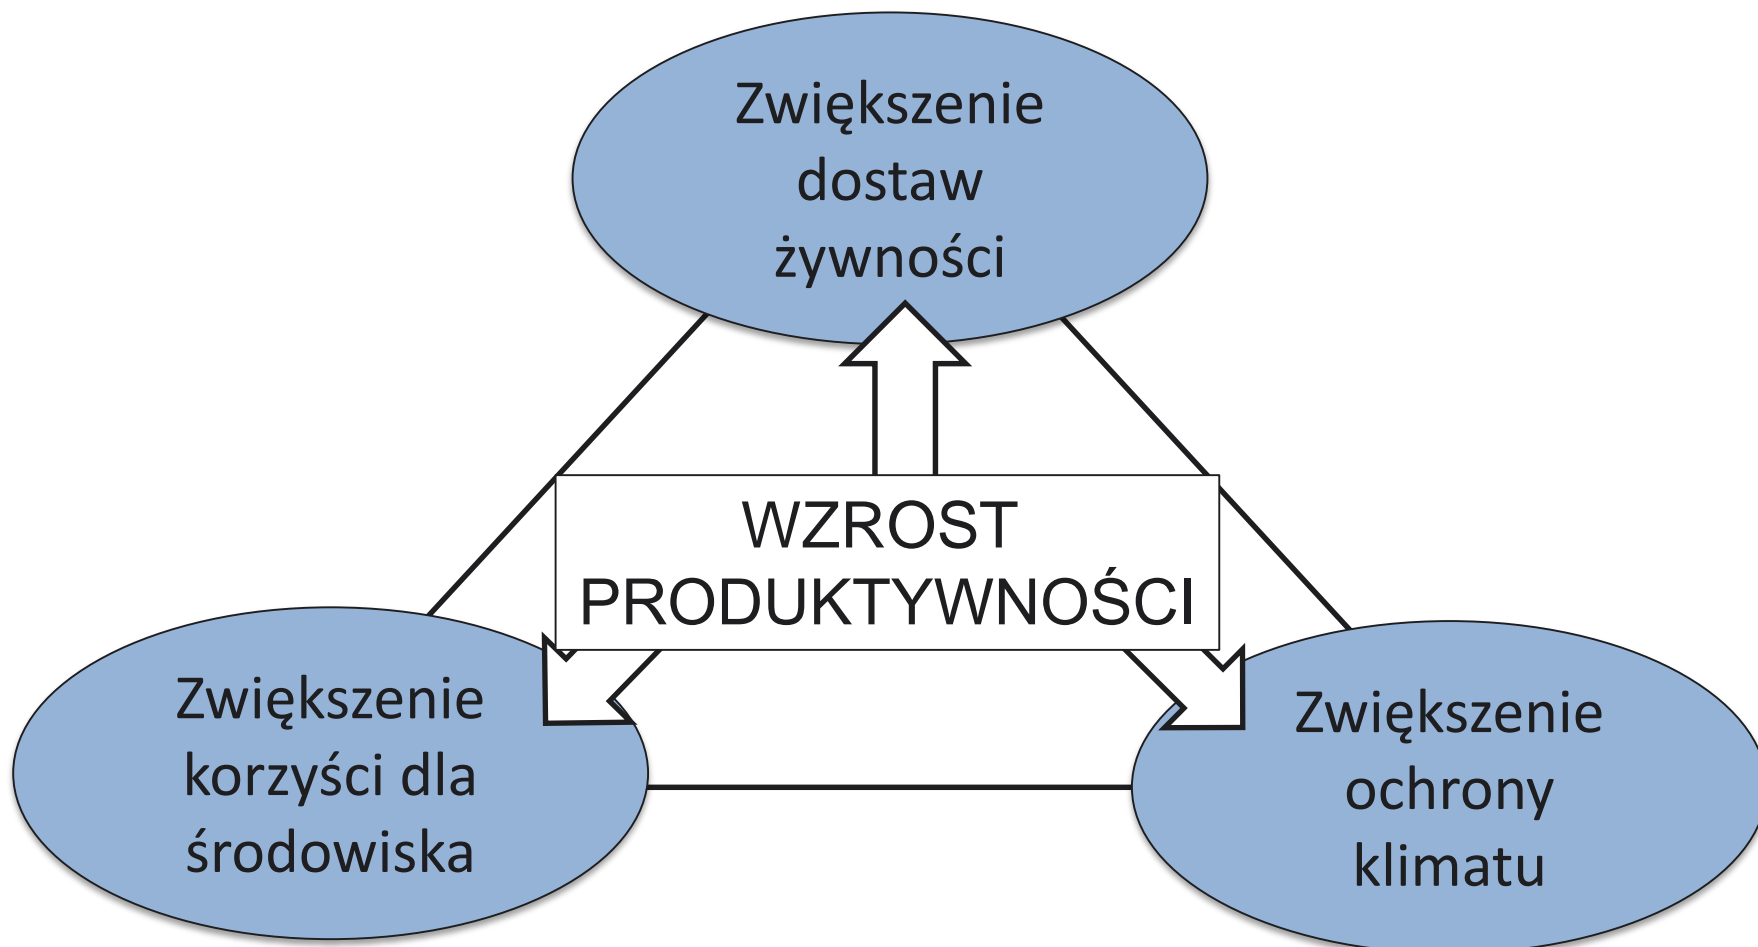 Zwiększenie
dostaw
żywności
WZROST
PRODUKTYWNOŚCI
Zwiększenie
korzyści dla
środowiska
Zwiększenie
ochrony
klimatu